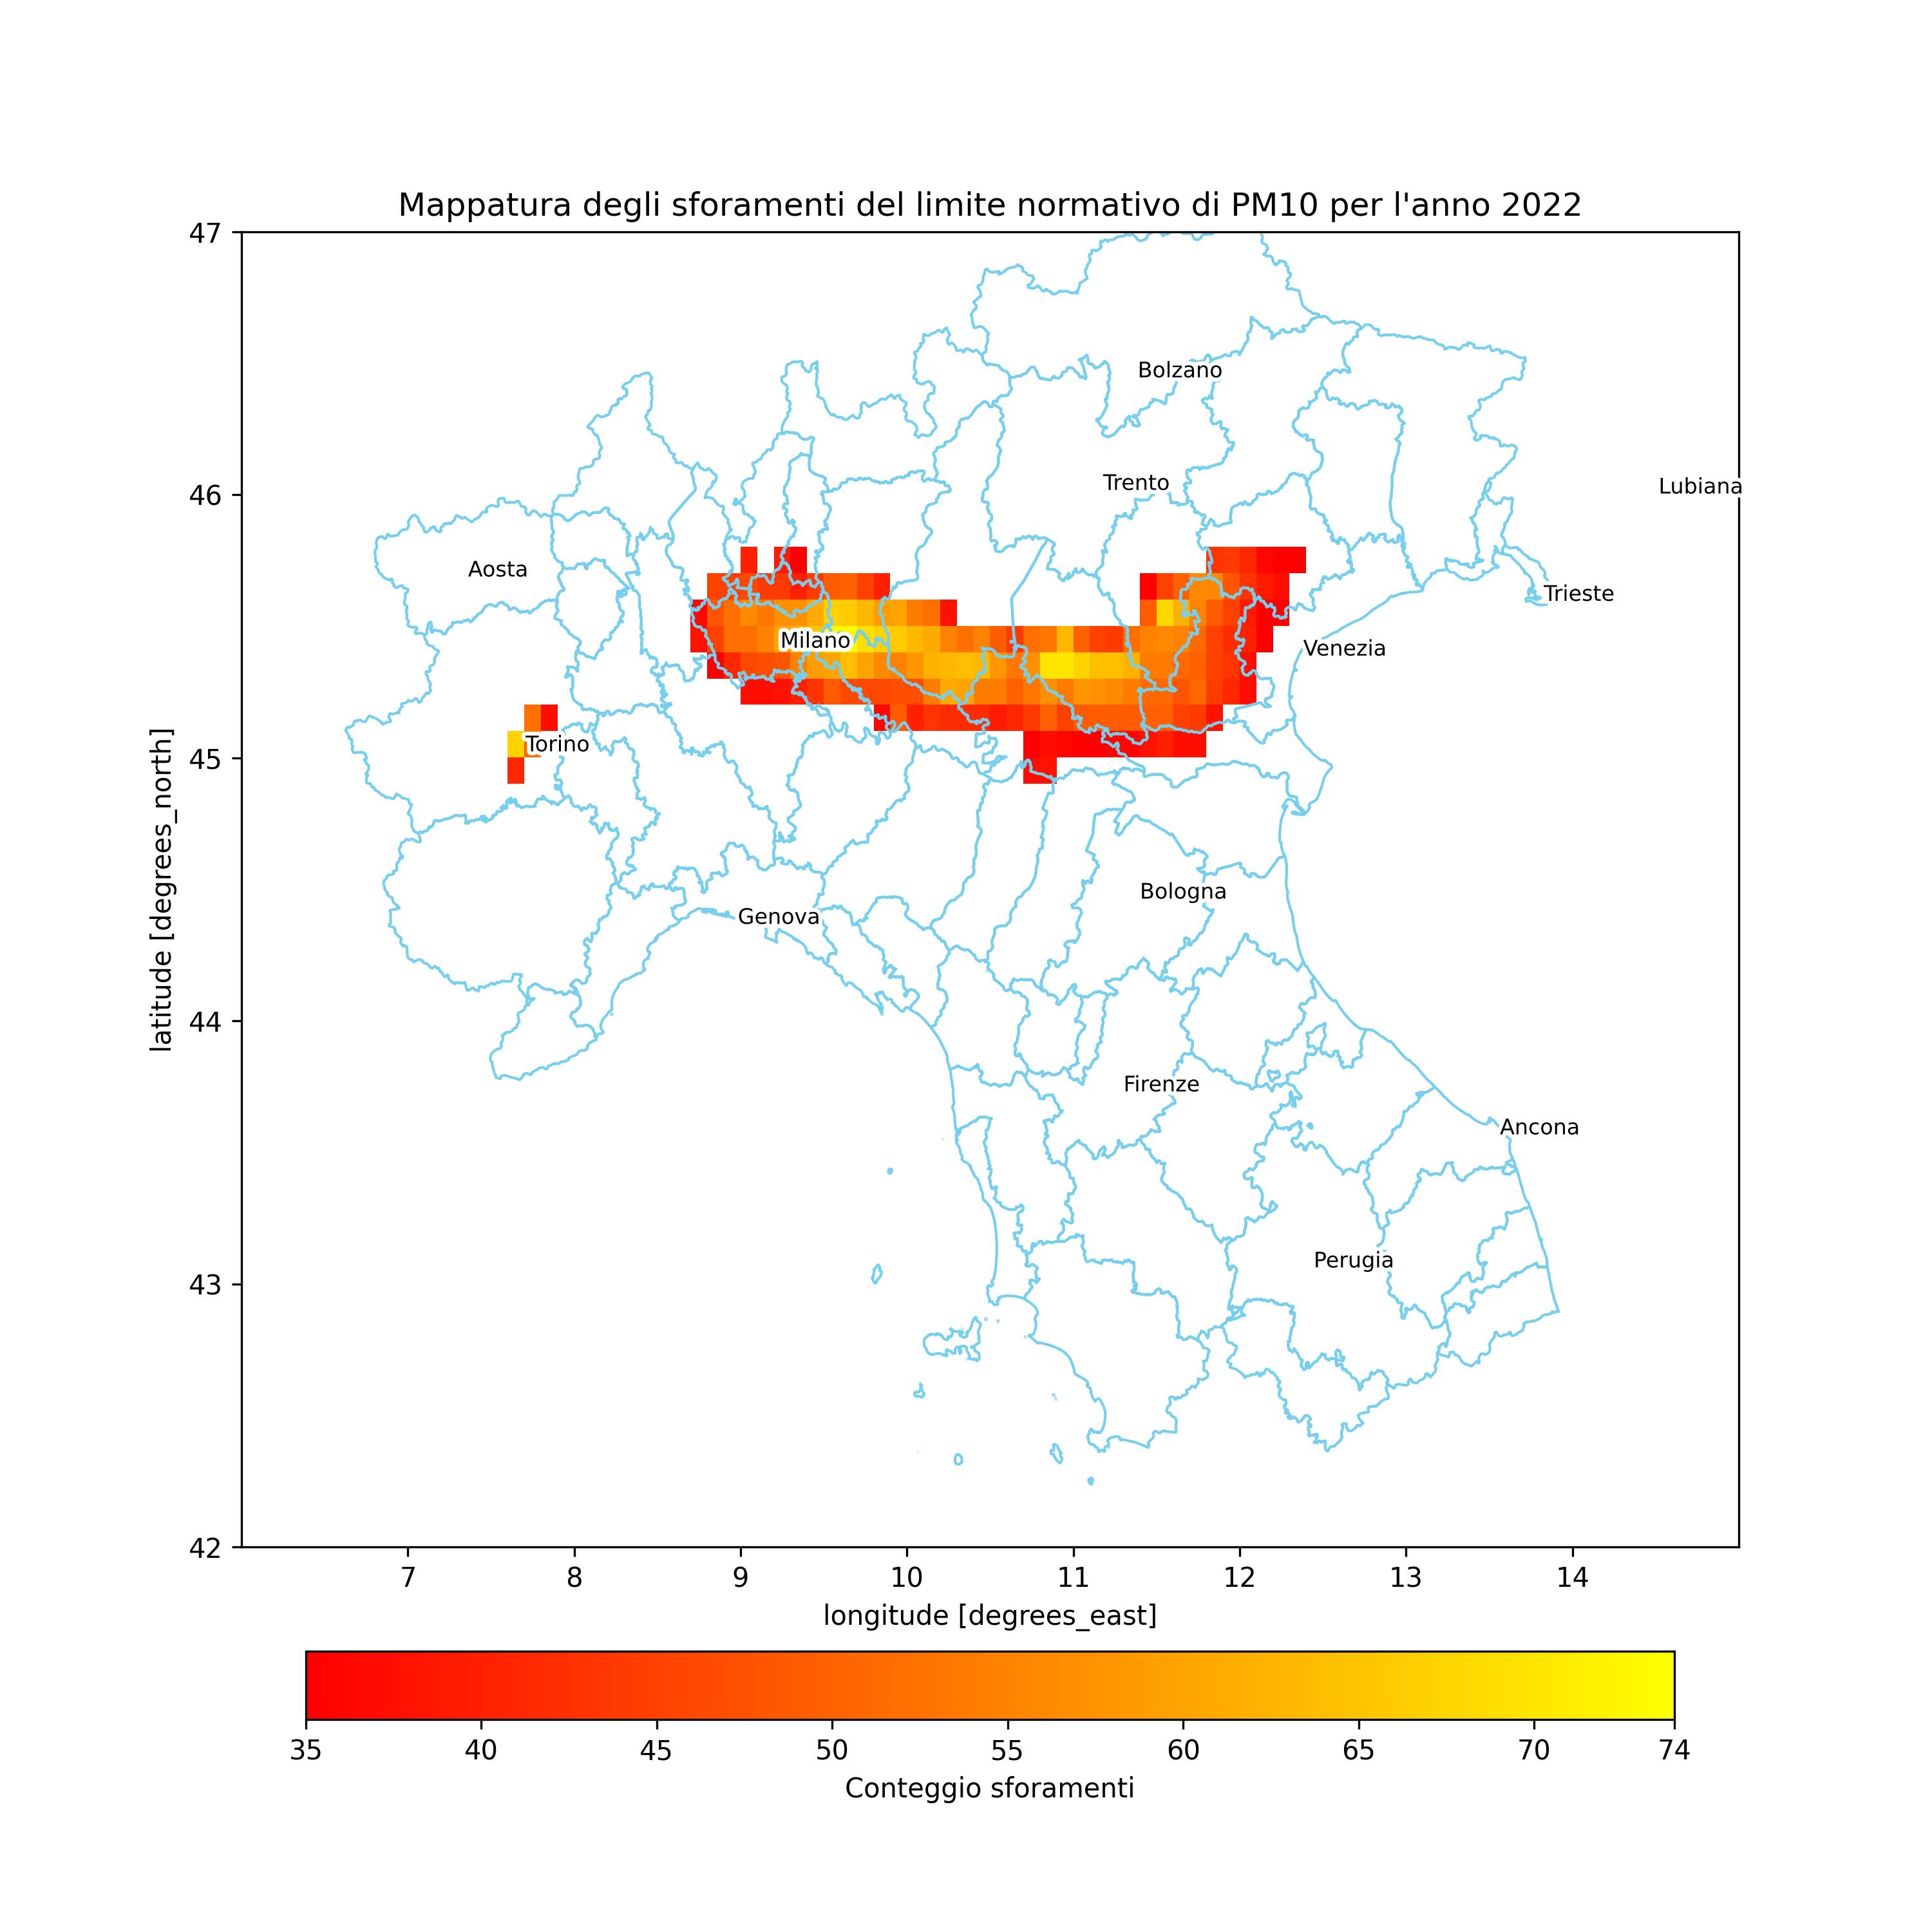 Mappatura degli sforamenti del limite normativo di PM10 per l'anno 2022
47
Bolzano
Trento
46
Lubiana
Aosta
Trieste
Milano
Venezia
45
Torino
latitude [degrees_north]
Bologna
Genova
44
Firenze
Ancona
Perugia
43
42
7 8 9 10 11 12 13 14
longitude [degrees_east]
35 40 45 50 55 60 65 70 74
Conteggio sforamenti